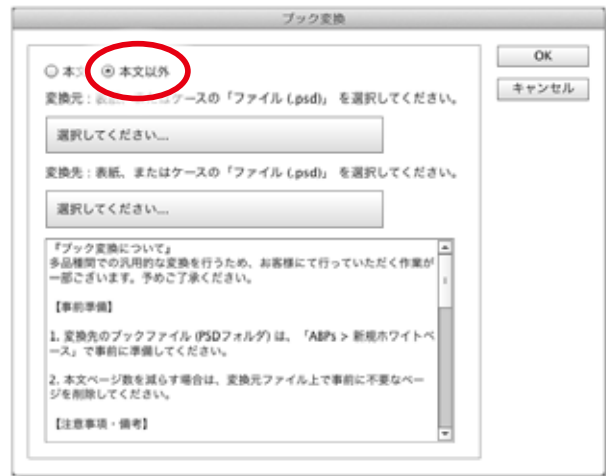 ブック変換
本文 本文以外
OK
キャンセル
変換元:表紙、またはケースの「ファイル (.psd)」 を選択してください。
選択してください...
変換先:表紙、またはケースの「ファイル (.psd)」 を選択してください。
選択してください...
『ブック変換について』
多品種間での汎用的な変換を行うため、お客様にて行っていただく作業が
一部ございます。予めご了承ください。
【事前準備】
1. 変換先のブックファイル (PSDフォルダ) は、「ABPs > 新規ホワイトベ
ース」で事前に準備してください。
2. 本文ページ数を減らす場合は、変換元ファイル上で事前に不要なペー
ジを削除してください。
【注意事項・備考】